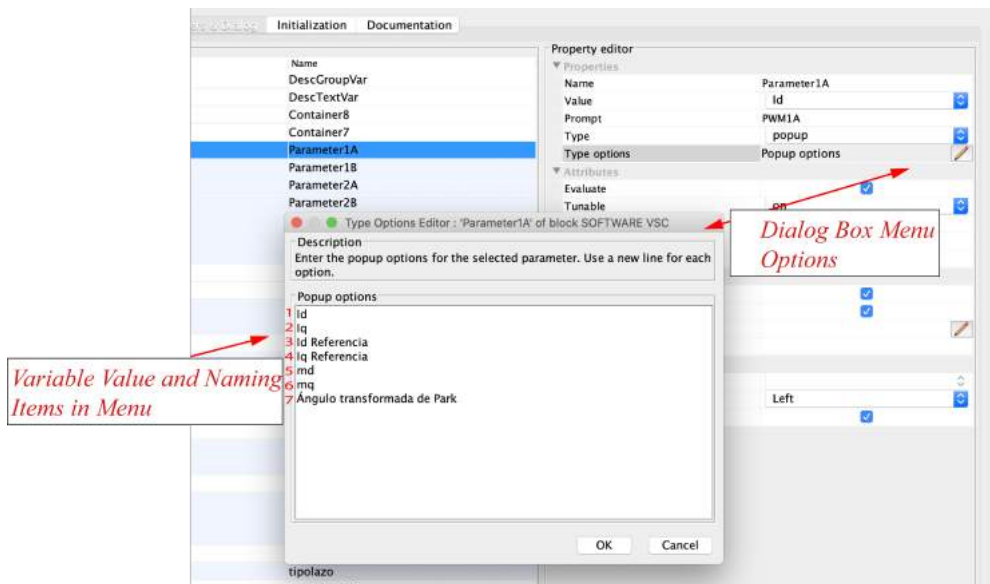 Initialization Documentation
Name
DescGroupVar
DescTextVar
Container8
Container7
Parameter1A
Parameter1B
Parameter2A
Parameter2B
Property editor
Properties
Name Parameter1A
Value Id
Prompt PWM1A
Type popup
Type options Popup options
Attributes
Evaluate
Tunable on
Dialog Box Menu
Options
Type Options Editor : 'Parameter1A' of block SOFTWARE VSC
Description
Enter the popup options for the selected parameter. Use a new line for each
option.
Popup options
1 Id
2 Iq
3 Id Referencia
4 Iq Referencia
5 md
6 mq
7 Ángulo transformada de Park
Variable Value and Naming
Items in Menu
Left
OK Cancel
tipolazo